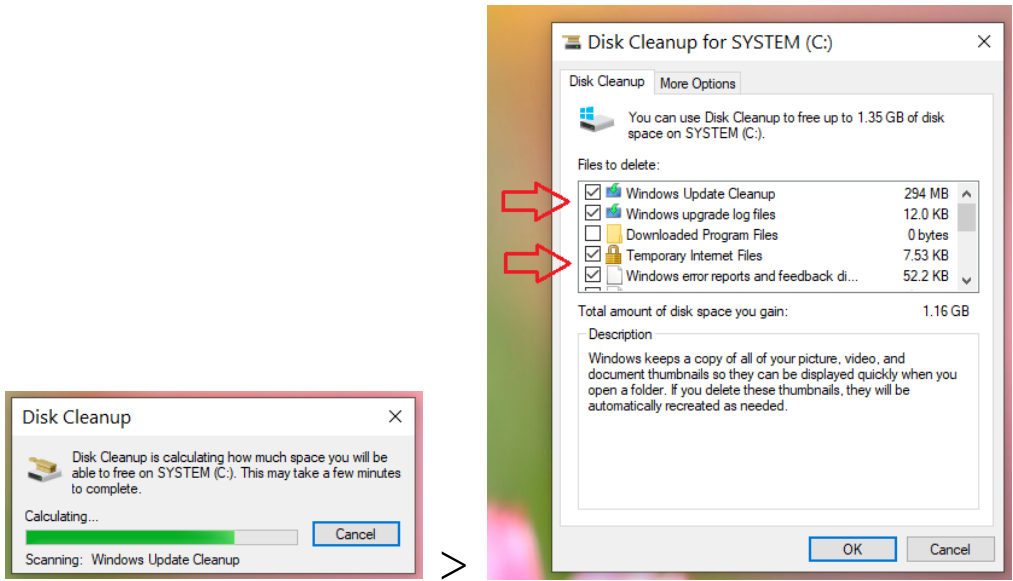 Disk Cleanup
Disk Cleanup is calculating how much space you will be
able to free on SYSTEM (C:). This may take a few minutes
to complete.
Calculating...
Cancel
Scanning: Windows Update Cleanup
>
Disk Cleanup for SYSTEM (C:)
Disk Cleanup More Options
You can use Disk Cleanup to free up to 1.35 GB of disk
space on SYSTEM (C:).
Files to delete:
Windows Update Cleanup 294 MB
Windows upgrade log files 12.0 KB
Downloaded Program Files 0 bytes
Temporary Internet Files 7.53 KB
Windows error reports and feedback di... 52.2 KB
Total amount of disk space you gain: 1.16 GB
Description
Windows keeps a copy of all of your picture, video, and
document thumbnails so they can be displayed quickly when you
open a folder. If you delete these thumbnails, they will be
automatically recreated as needed.
OK Cancel